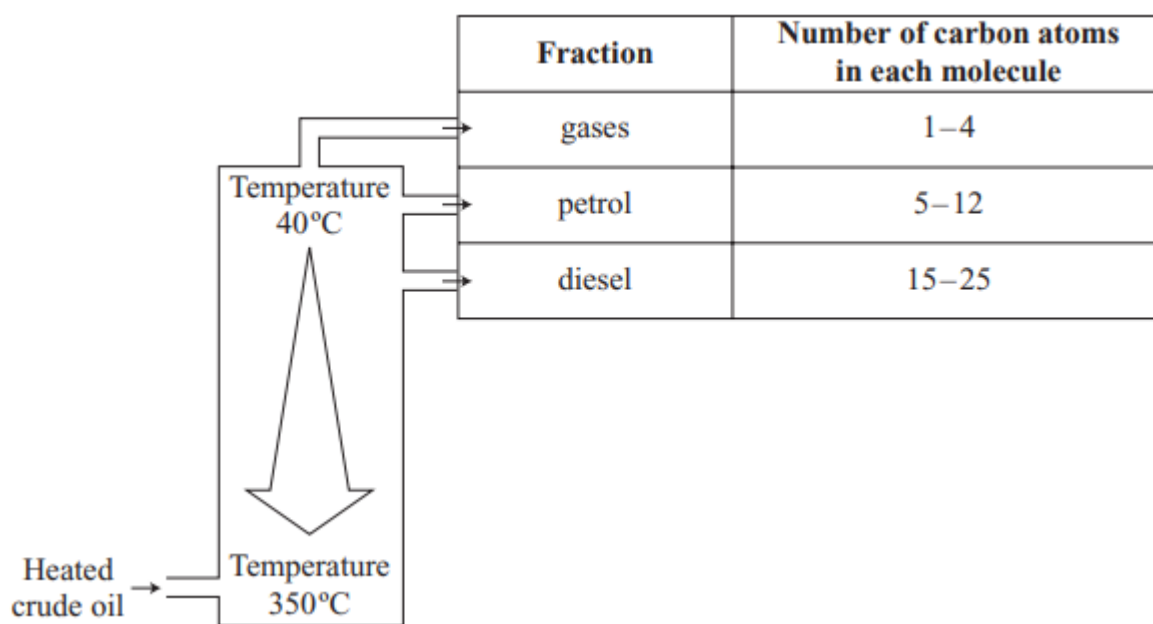 Fraction
Number of carbon atoms
in each molecule
gases
1–4
petrol
5–12
diesel
15–25
Temperature
40ºC
Temperature
350ºC
Heated
crude oil